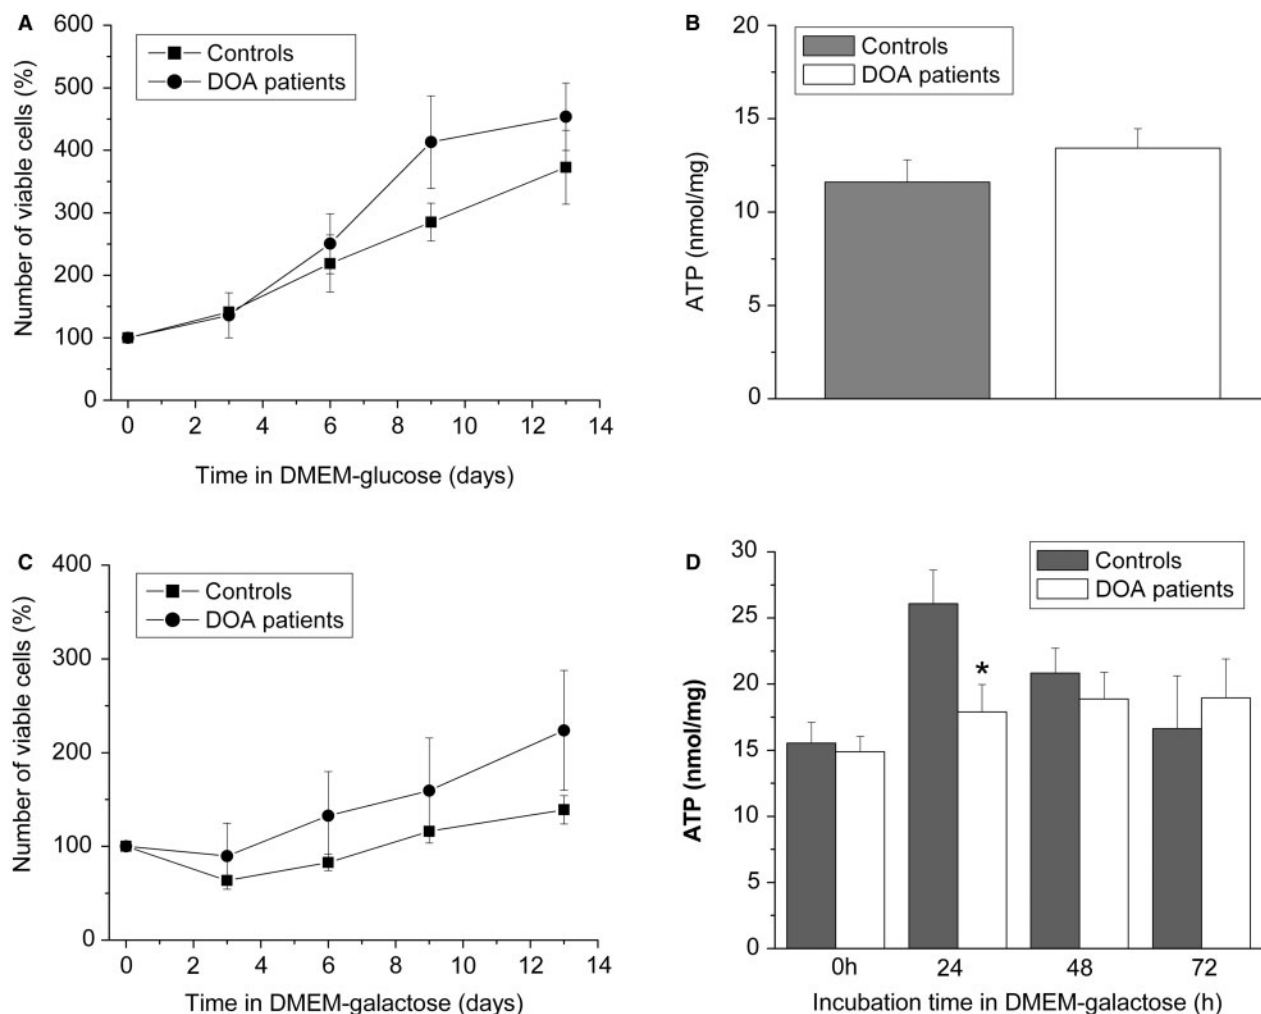 A
Number of viable cells (%)
600
500
400
300
200
100
0
Controls
DOA patients
0 2 4 6 8 10 12 14
Time in DMEM-glucose (days)
B
ATP (nmol/mg)
20
15
10
5
0
Controls
DOA patients
C
Number of viable cells (%)
400
300
200
100
0
Controls
DOA patients
0 2 4 6 8 10 12 14
Time in DMEM-galactose (days)
D
ATP (nmol/mg)
30
25
20
15
10
5
0
Controls
DOA patients
*
0h 24 48 72
Incubation time in DMEM-galactose (h)